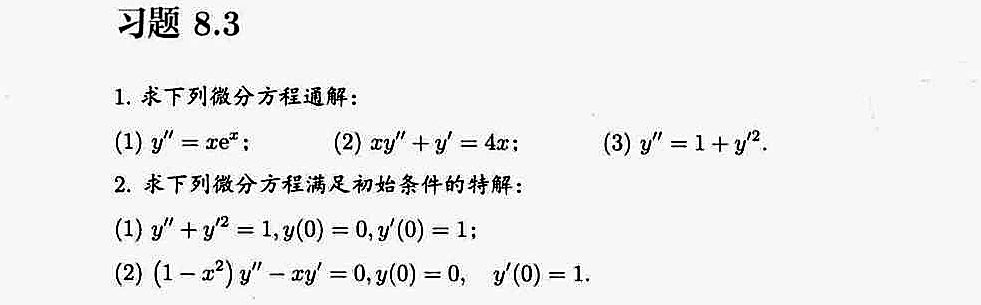 习题 8.3
1. 求下列微分方程通解:
(1) y″ = xeˣ; (2) xy″ + y′ = 4x; (3) y″ = 1 + y′².
2. 求下列微分方程满足初始条件的特解:
(1) y″ + y′² = 1, y(0) = 0, y′(0) = 1;
(2) (1 − x²) y″ − xy′ = 0, y(0) = 0, y′(0) = 1.